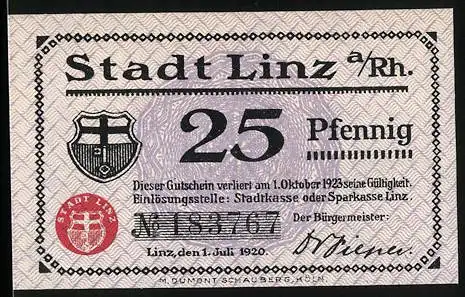 Stadt Linz a/Rh.
25 Pfennig
Dieser Gutschein verliert am 1. Oktober 1923 seine Gültigkeit.
Einlösungsstelle: Stadtkasse oder Sparkasse Linz.
STADT LINZ
№ 183767
Der Bürgermeister:
Linz, den 1. Juli 1920.
M. DUMONT SCHAUBERG, KÖLN.